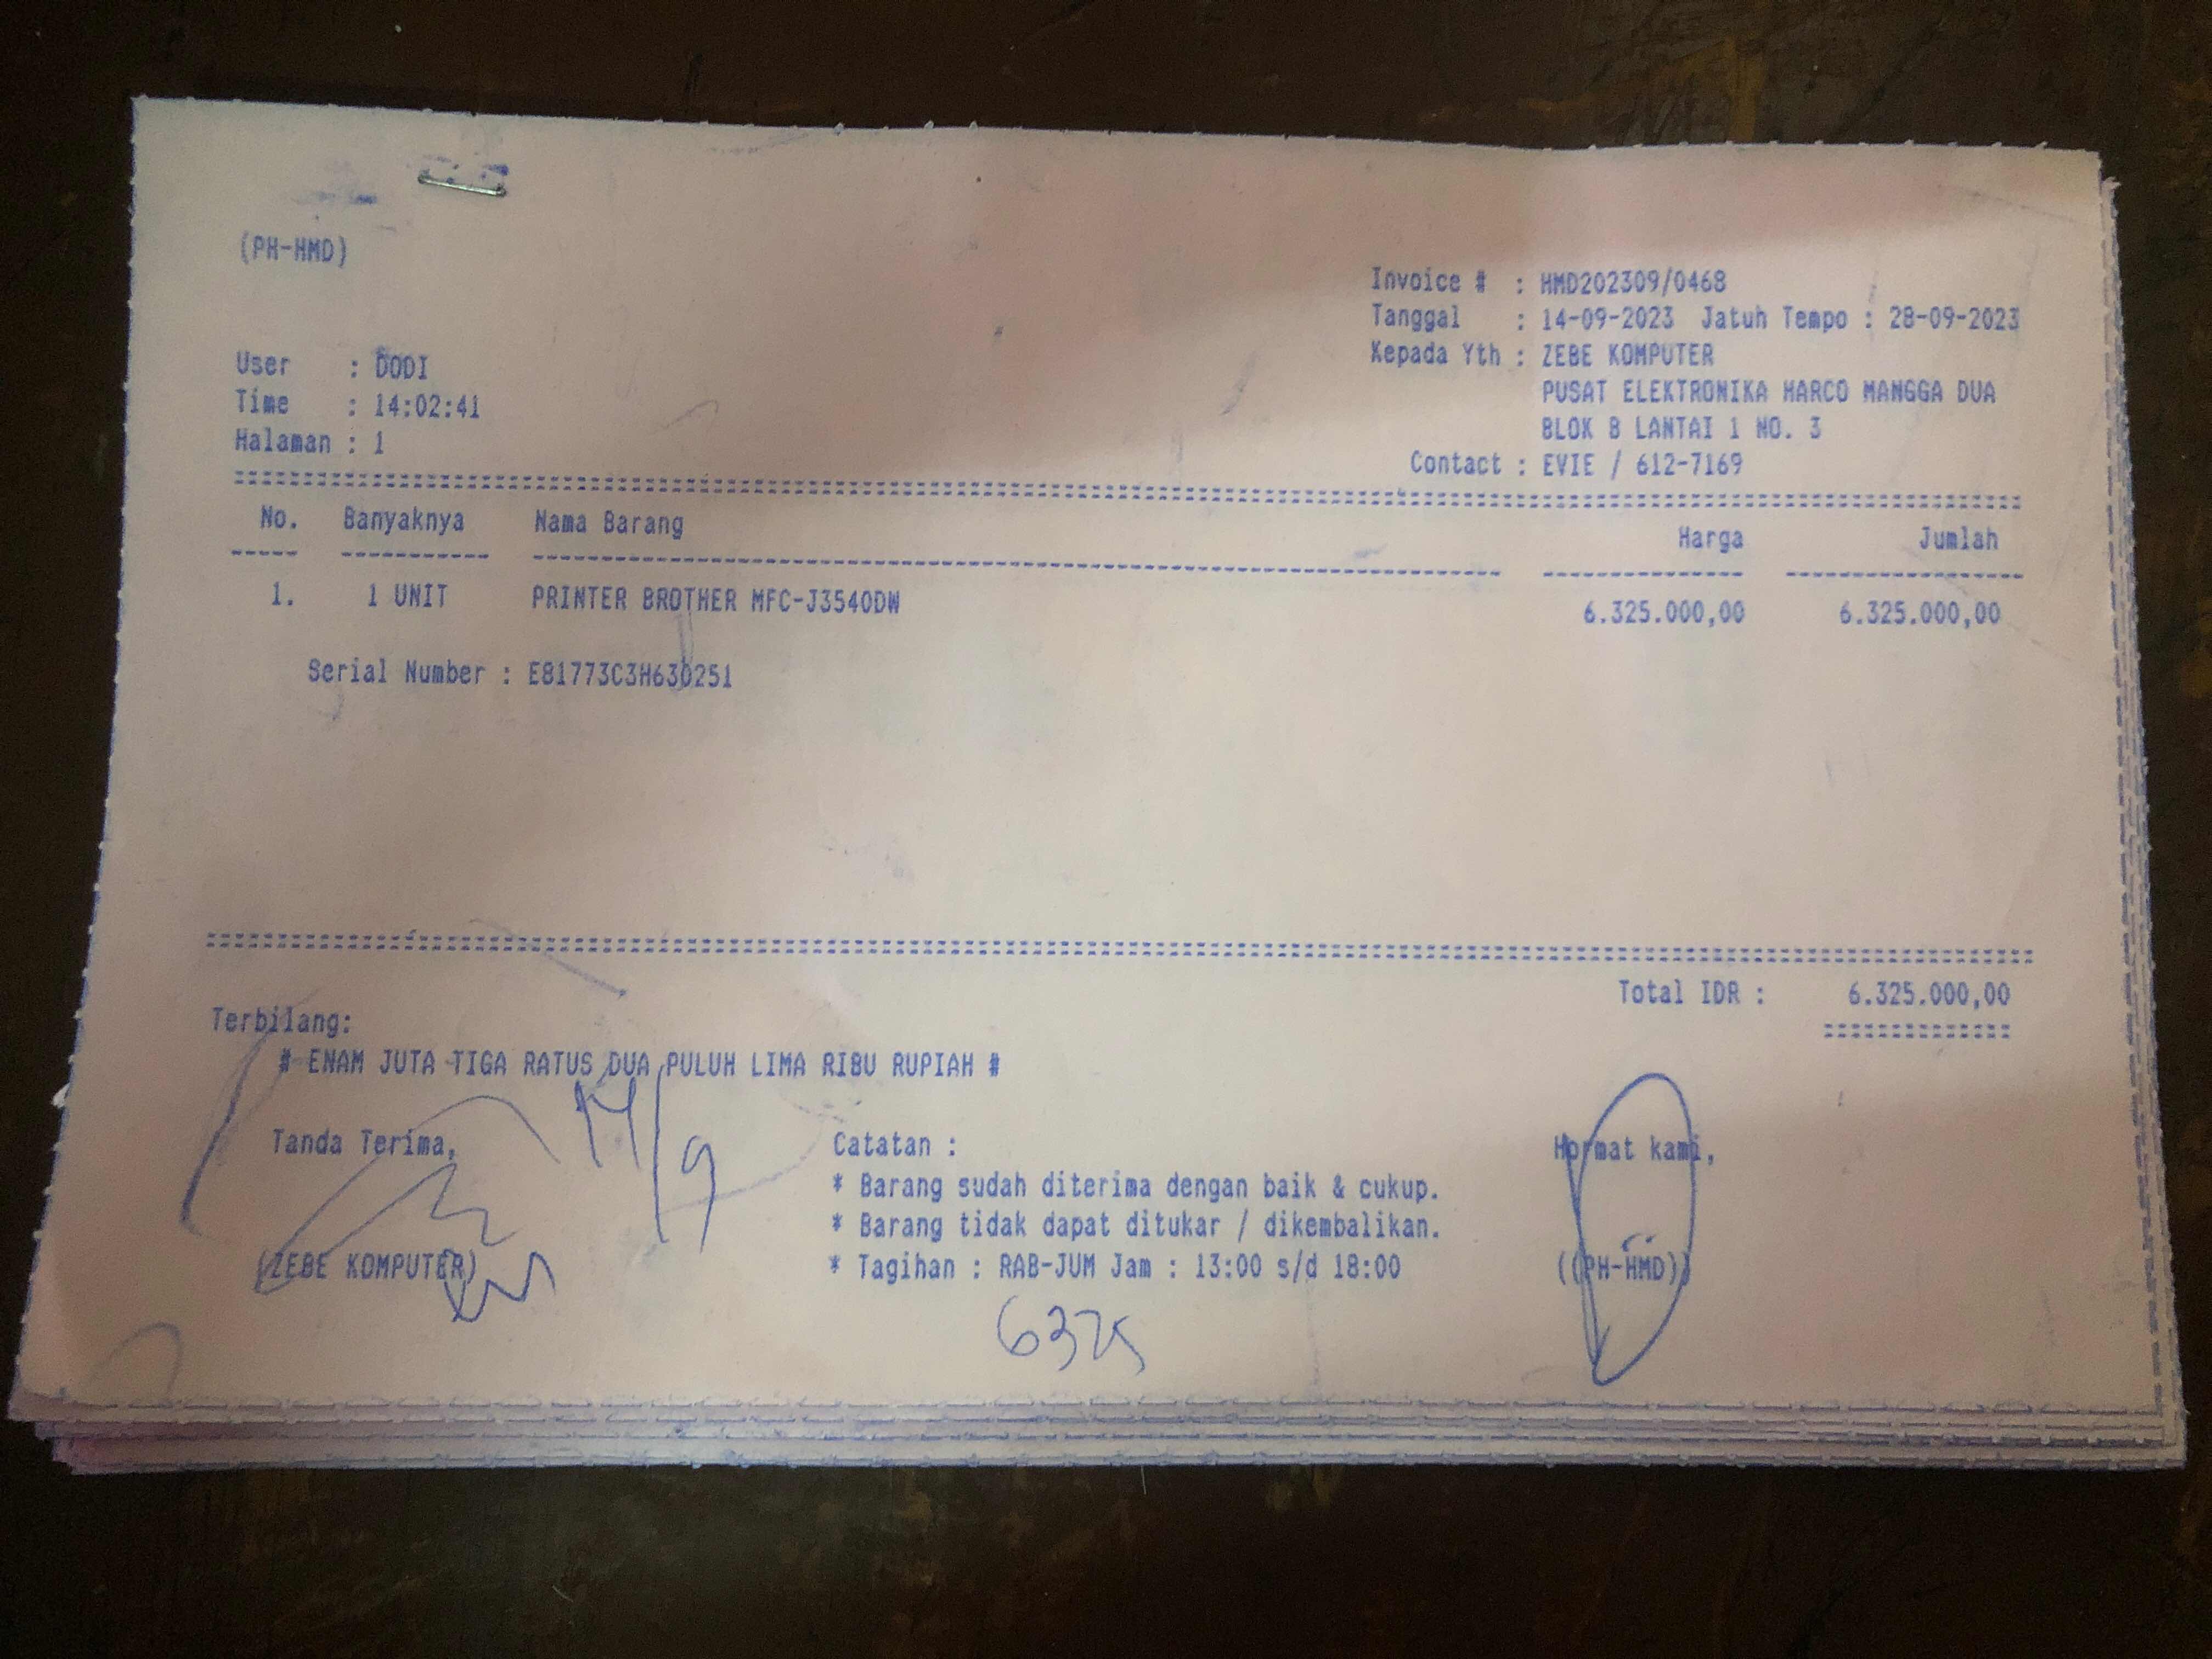 (PH-HMD)
Invoice # : HMD202309/0468
Tanggal : 14-09-2023 Jatuh Tempo : 28-09-2023
Kepada Yth : ZEBE KOMPUTER
PUSAT ELEKTRONIKA HARCO MANGGA DUA
BLOK B LANTAI 1 NO. 3
Contact : EVIE / 612-7169
User : DODI
Time : 14:02:41
Halaman : 1
No. Banyaknya Nama Barang Harga Jumlah
1. 1 UNIT PRINTER BROTHER MFC-J3540DW 6.325.000,00 6.325.000,00
Serial Number : E81773C3H630251
Total IDR : 6.325.000,00
Terbilang:
# ENAM JUTA TIGA RATUS DUA PULUH LIMA RIBU RUPIAH #
14/9
Tanda Terima,
(ZEBE KOMPUTER)
Catatan :
* Barang sudah diterima dengan baik & cukup.
* Barang tidak dapat ditukar / dikembalikan.
* Tagihan : RAB-JUM Jam : 13:00 s/d 18:00
6325
Hormat kami,
((PH-HMD))